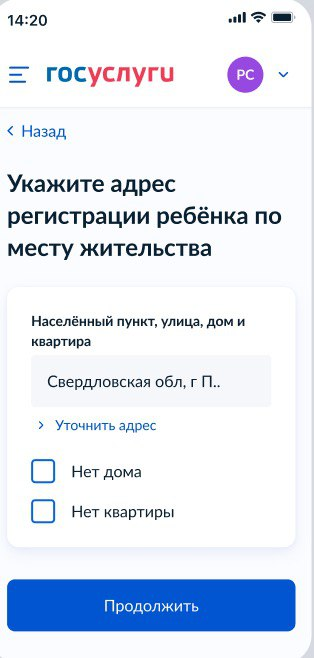 14:20
госуслуги
РС
Назад
Укажите адрес
регистрации ребёнка по
месту жительства
Населённый пункт, улица, дом и
квартира
Свердловская обл, г П..
Уточнить адрес
Нет дома
Нет квартиры
Продолжить